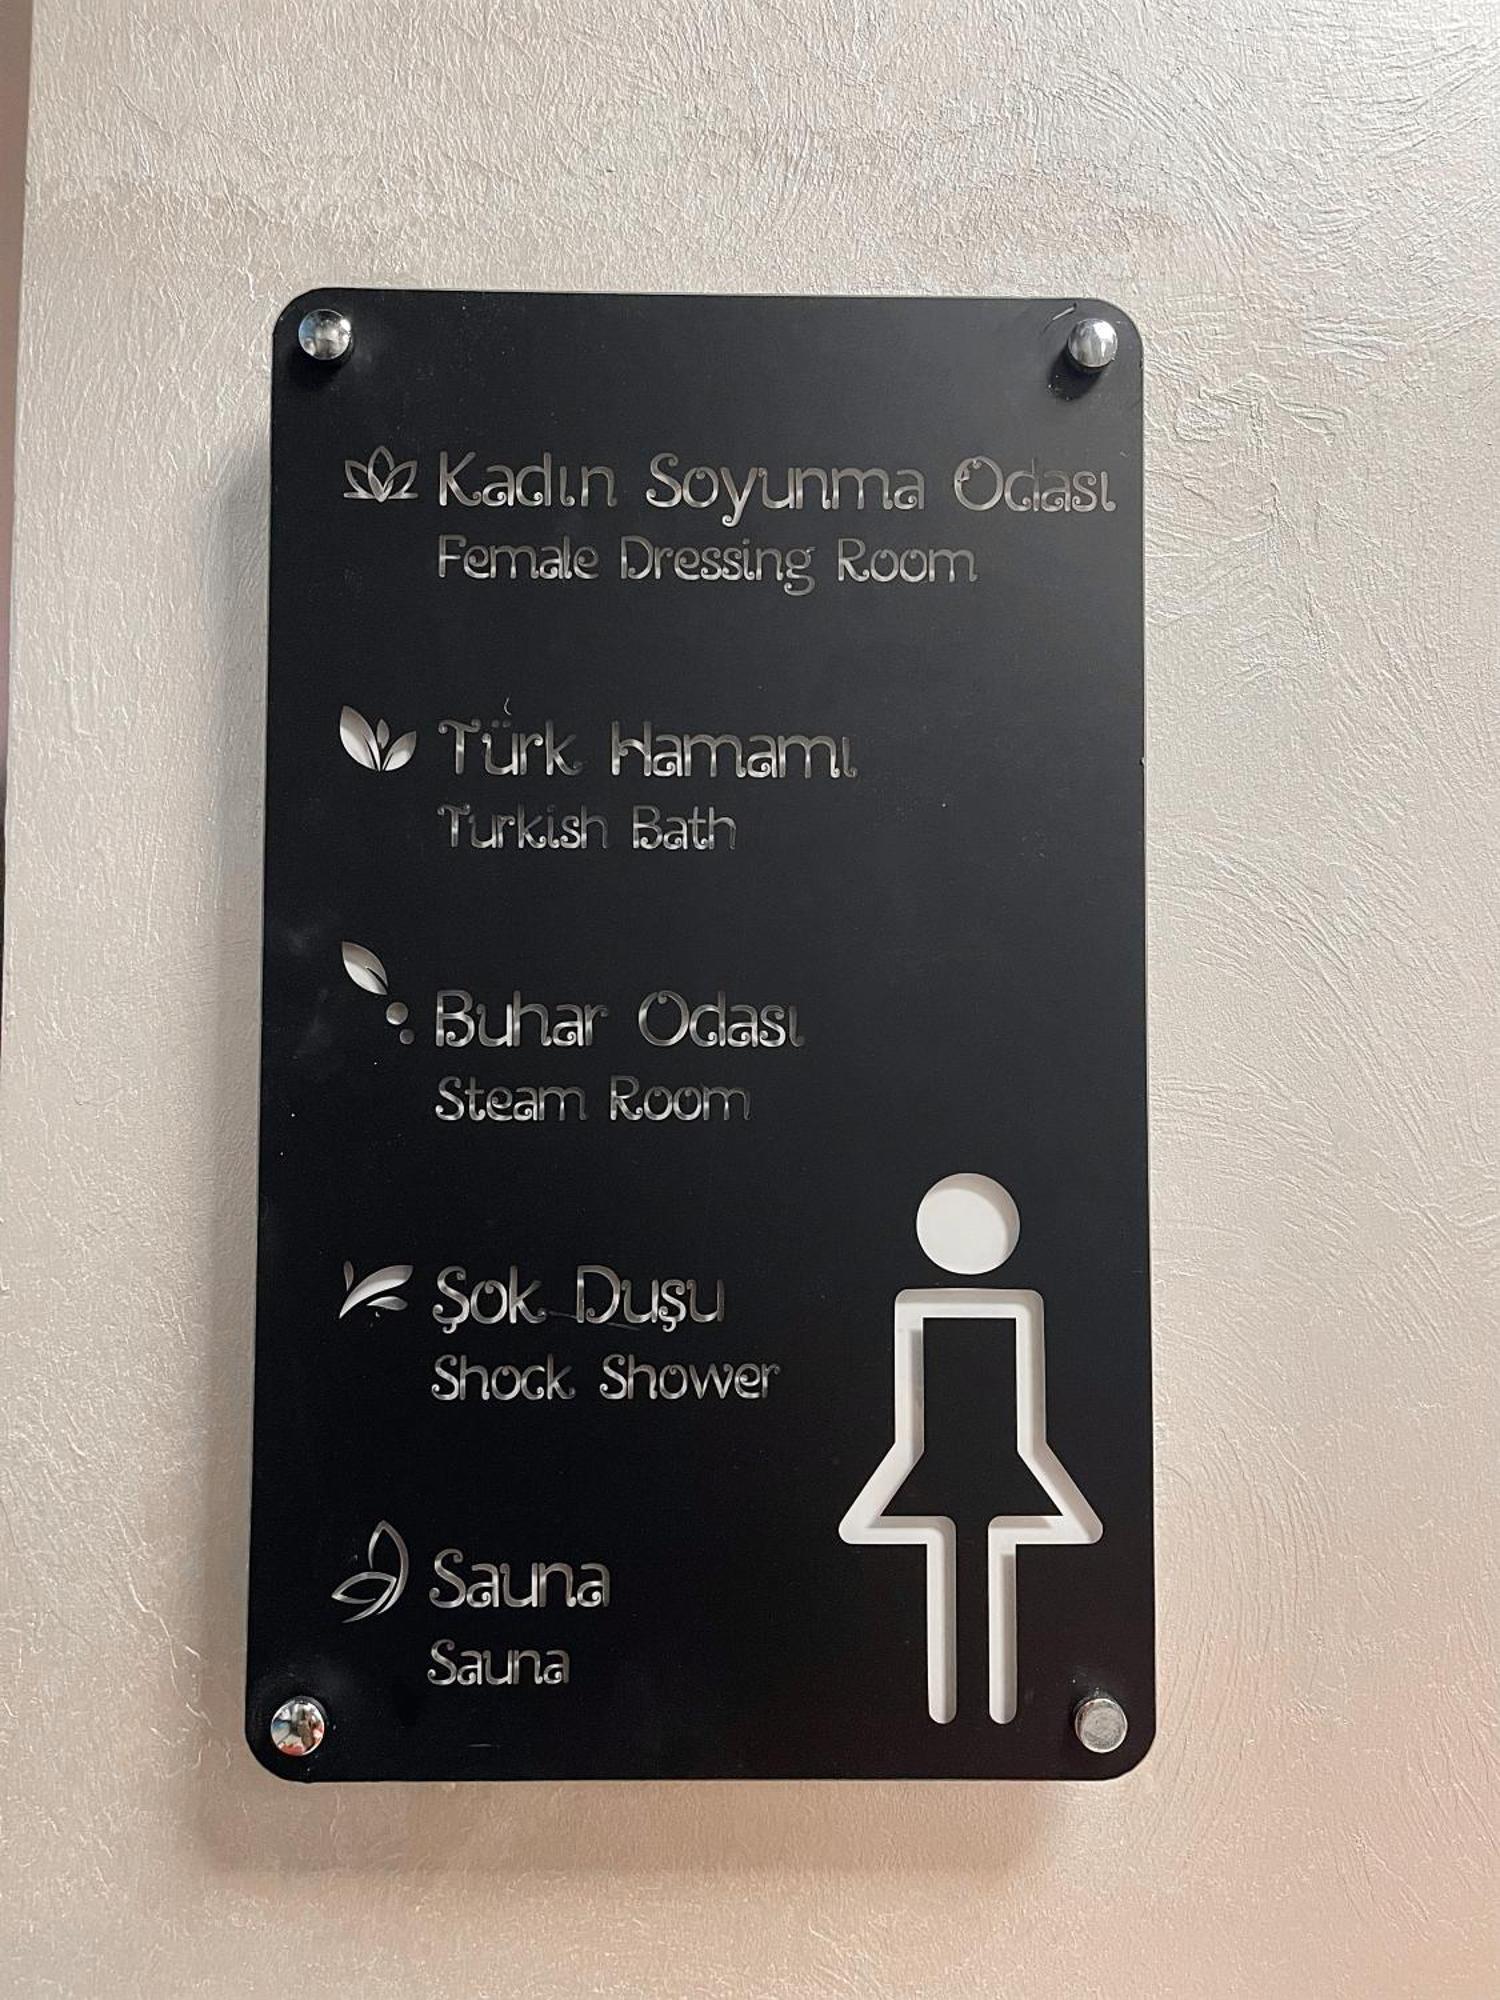 Kadın Soyunma Odası
Female Dressing Room
Türk Hamamı
Turkish Bath
Buhar Odası
Steam Room
Şok Duşu
Shock Shower
Sauna
Sauna